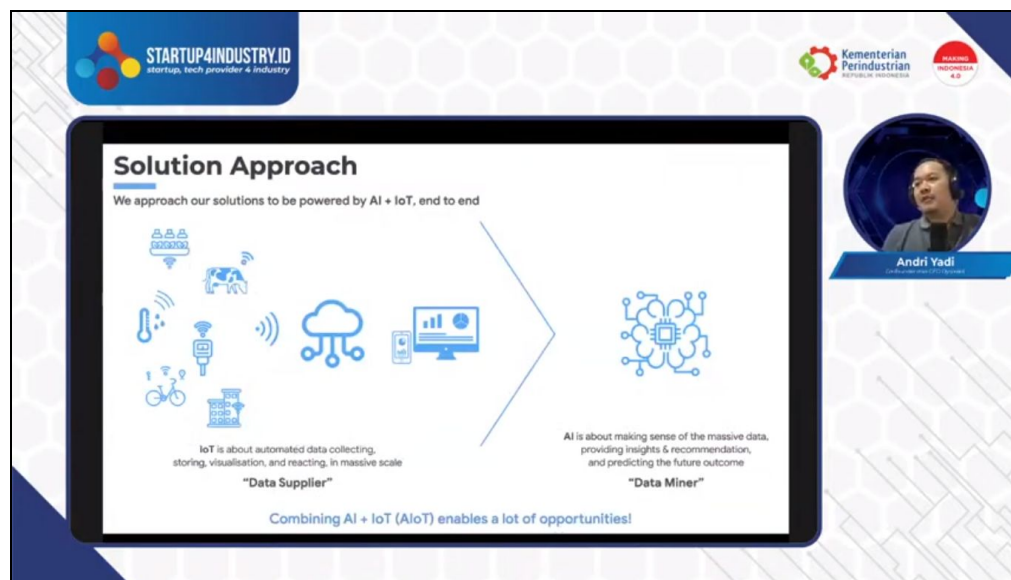 STARTUP4INDUSTRY.ID
startup, tech provider 4 industry
Kementerian
Perindustrian
REPUBLIK INDONESIA
MAKING
INDONESIA
4.0
Solution Approach
We approach our solutions to be powered by AI + IoT, end to end
IoT is about automated data collecting,
storing, visualisation, and reacting, in massive scale
"Data Supplier"
AI is about making sense of the massive data,
providing insights & recommendation,
and predicting the future outcome
"Data Miner"
Combining AI + IoT (AIoT) enables a lot of opportunities!
Andri Yadi